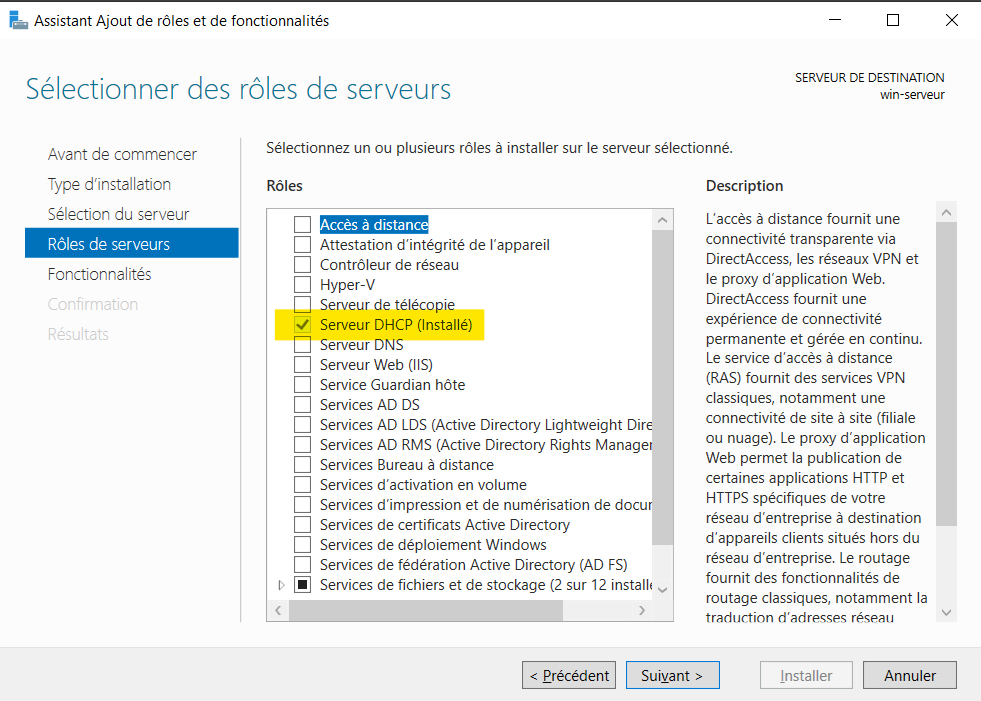 Assistant Ajout de rôles et de fonctionnalités
Sélectionner des rôles de serveurs
SERVEUR DE DESTINATION
win-serveur
Avant de commencer
Type d'installation
Sélection du serveur
Rôles de serveurs
Fonctionnalités
Confirmation
Résultats
Sélectionnez un ou plusieurs rôles à installer sur le serveur sélectionné.
Rôles
Accès à distance
Attestation d'intégrité de l'appareil
Contrôleur de réseau
Hyper-V
Serveur de télécopie
Serveur DHCP (Installé)
Serveur DNS
Serveur Web (IIS)
Service Guardian hôte
Services AD DS
Services AD LDS (Active Directory Lightweight Dire
Services AD RMS (Active Directory Rights Manager
Services Bureau à distance
Services d'activation en volume
Services d'impression et de numérisation de docur
Services de certificats Active Directory
Services de déploiement Windows
Services de fédération Active Directory (AD FS)
Services de fichiers et de stockage (2 sur 12 installé
Description
L'accès à distance fournit une
connectivité transparente via
DirectAccess, les réseaux VPN et
le proxy d'application Web.
DirectAccess fournit une
expérience de connectivité
permanente et gérée en continu.
Le service d'accès à distance
(RAS) fournit des services VPN
classiques, notamment une
connectivité de site à site (filiale
ou nuage). Le proxy d'application
Web permet la publication de
certaines applications HTTP et
HTTPS spécifiques de votre
réseau d'entreprise à destination
d'appareils clients situés hors du
réseau d'entreprise. Le routage
fournit des fonctionnalités de
routage classiques, notamment la
traduction d'adresses réseau
< Précédent
Suivant >
Installer
Annuler